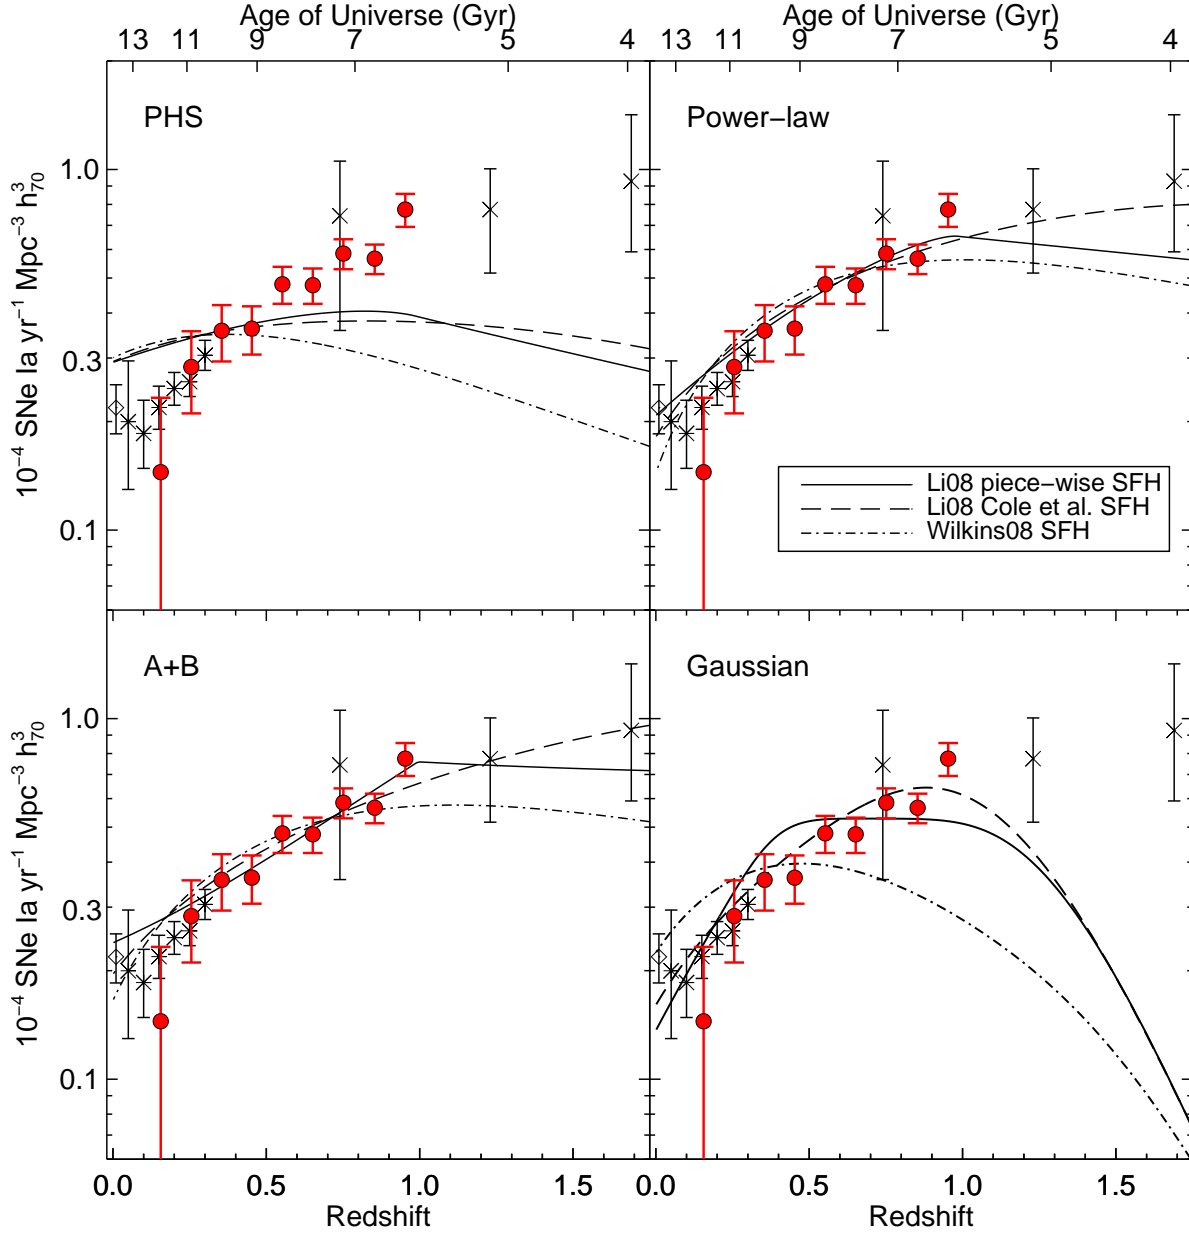 Age of Universe (Gyr) Age of Universe (Gyr)
13 11 9 7 5 4 13 11 9 7 5 4
PHS Power−law
1.0
0.3
0.1
10⁻⁴ SNe Ia yr⁻¹ Mpc⁻³ h³₇₀
Li08 piece−wise SFH
Li08 Cole et al. SFH
Wilkins08 SFH
A+B Gaussian
1.0
0.3
0.1
10⁻⁴ SNe Ia yr⁻¹ Mpc⁻³ h³₇₀
0.0 0.5 1.0 1.5 0.0 0.5 1.0 1.5
Redshift Redshift